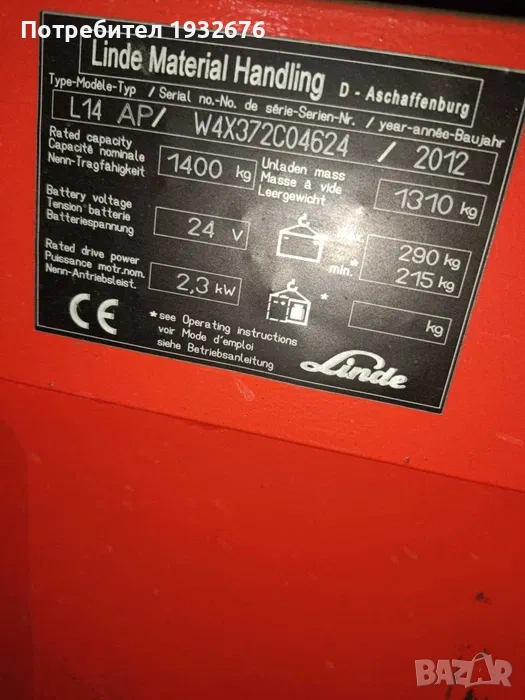 Потребител 1932676
Linde Material Handling D - Aschaffenburg
Type-Modèle-Typ / Serial no.-No. de série-Serien-Nr. / year-année-Baujahr
L14 AP / W4X372C04624 / 2012
Rated capacity
Capacité nominale
Nenn-Tragfähigkeit
1400 kg
Unladen mass
Masse à vide
Leergewicht
1310 kg
Battery voltage
Tension batterie
Batteriespannung
24 V
max.
290 kg
min.
215 kg
Rated drive power
Puissance motr.nom.
Nenn-Antriebsleist.
2,3 kW
*
kg
CE
*see Operating instructions
voir Mode d'emploi
siehe Betriebsanleitung
Linde
BAZAR